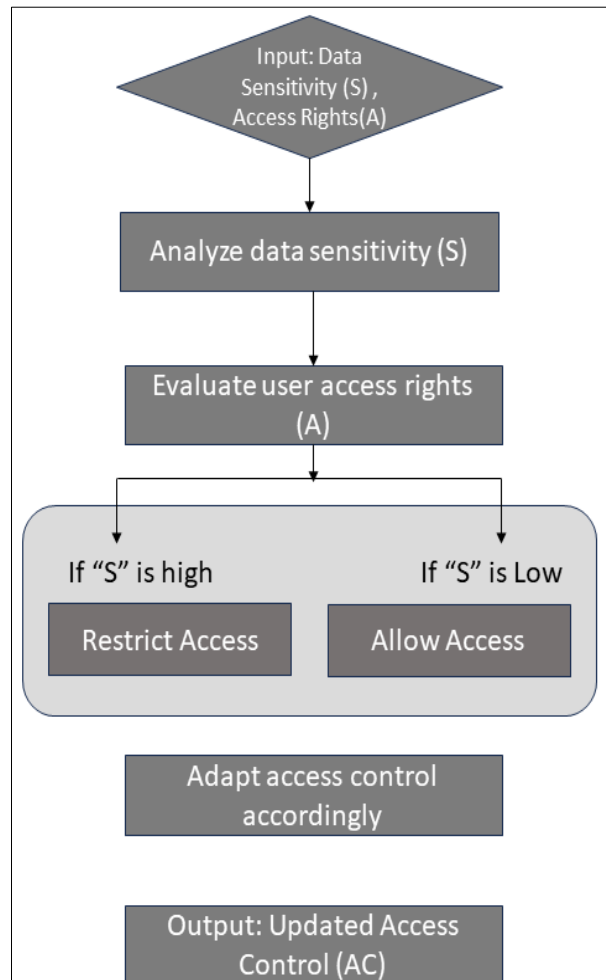 Input: Data
Sensitivity (S) ,
Access Rights(A)
Analyze data sensitivity (S)
Evaluate user access rights
(A)
If “S” is high
If “S” is Low
Restrict Access
Allow Access
Adapt access control
accordingly
Output: Updated Access
Control (AC)